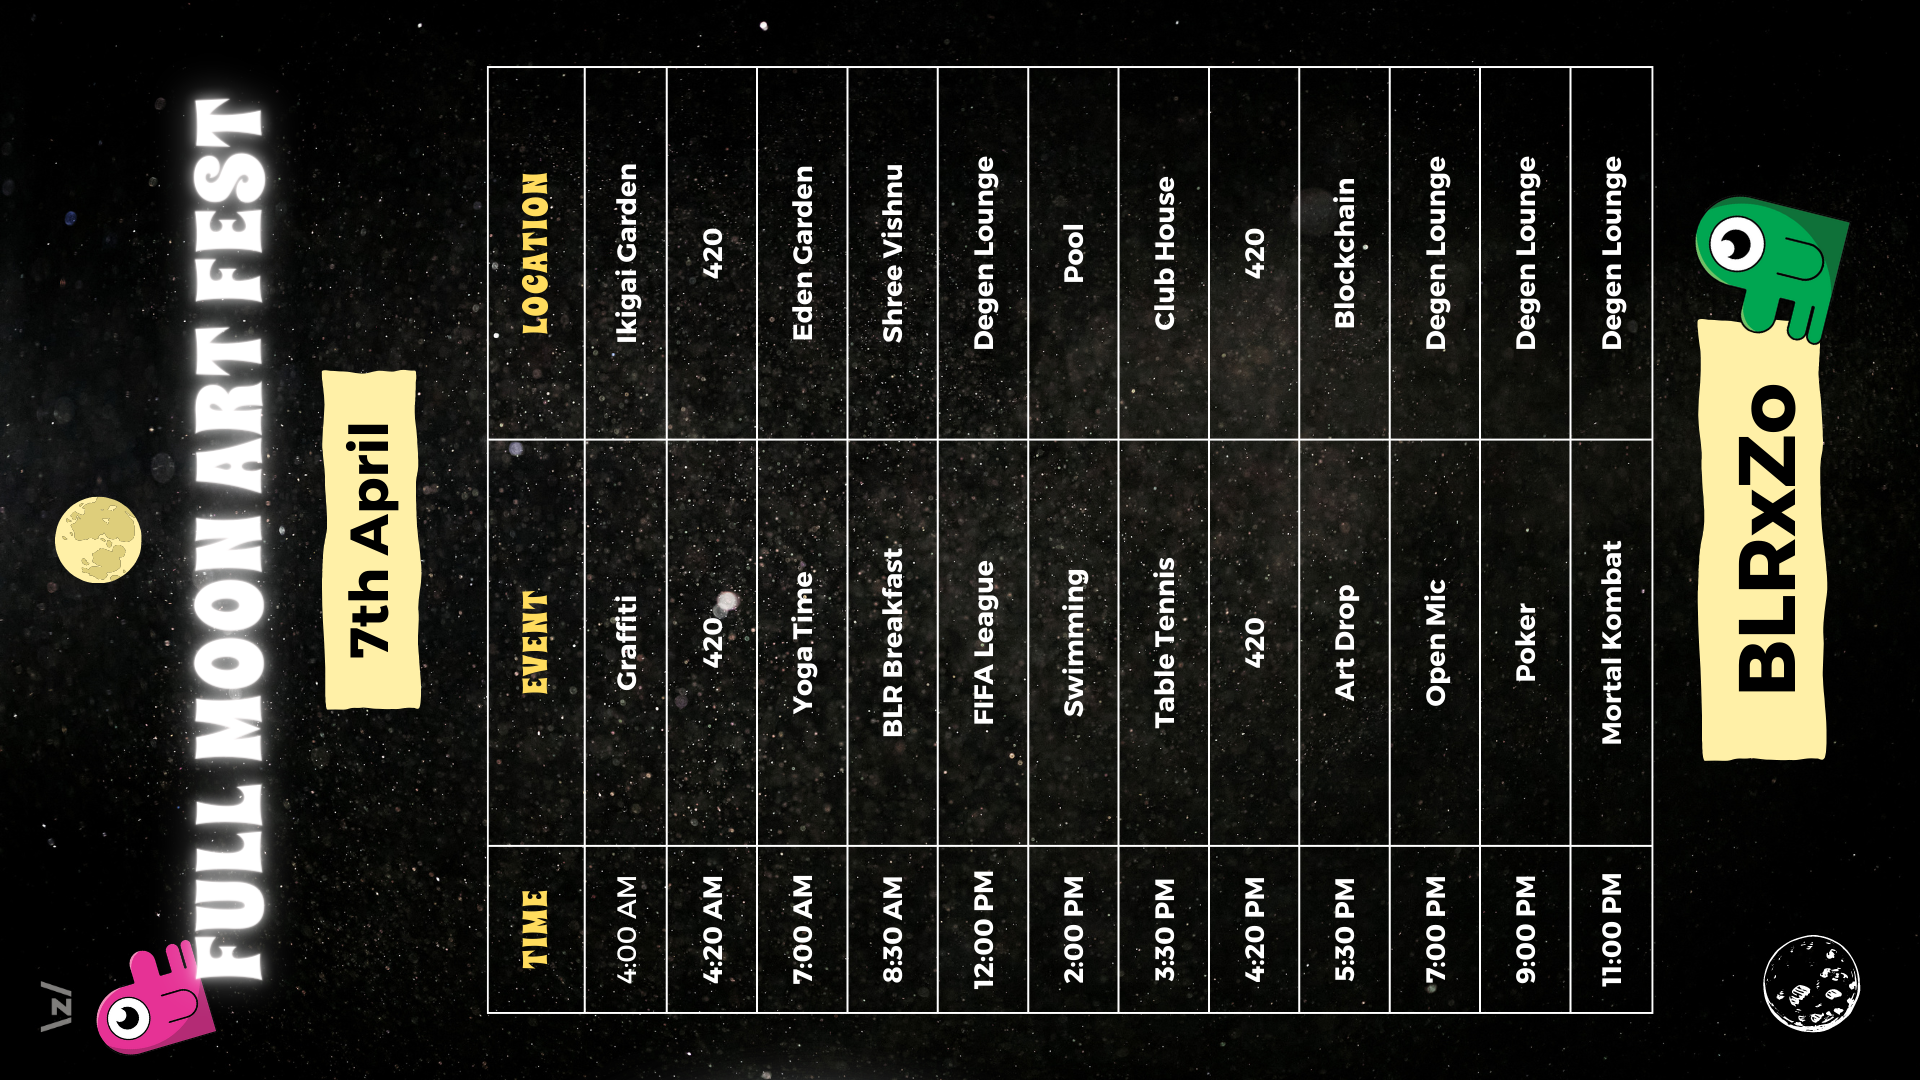 \z/
FULL MOON ART FEST
7th April
TIME EVENT LOCATION
4:00 AM Graffiti Ikigai Garden
4:20 AM 420 420
7:00 AM Yoga Time Eden Garden
8:30 AM BLR Breakfast Shree Vishnu
12:00 PM FIFA League Degen Lounge
2:00 PM Swimming Pool
3:30 PM Table Tennis Club House
4:20 PM 420 420
5:30 PM Art Drop Blockchain
7:00 PM Open Mic Degen Lounge
9:00 PM Poker Degen Lounge
11:00 PM Mortal Kombat Degen Lounge
BLRxZo